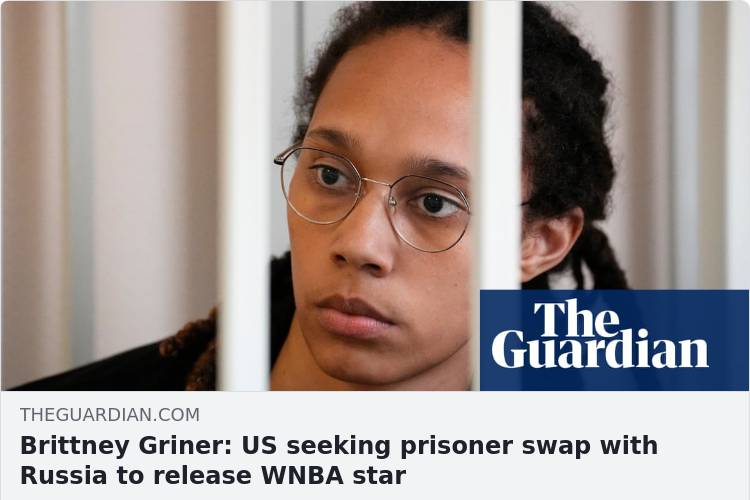 The
Guardian
THEGUARDIAN.COM
Brittney Griner: US seeking prisoner swap with
Russia to release WNBA star